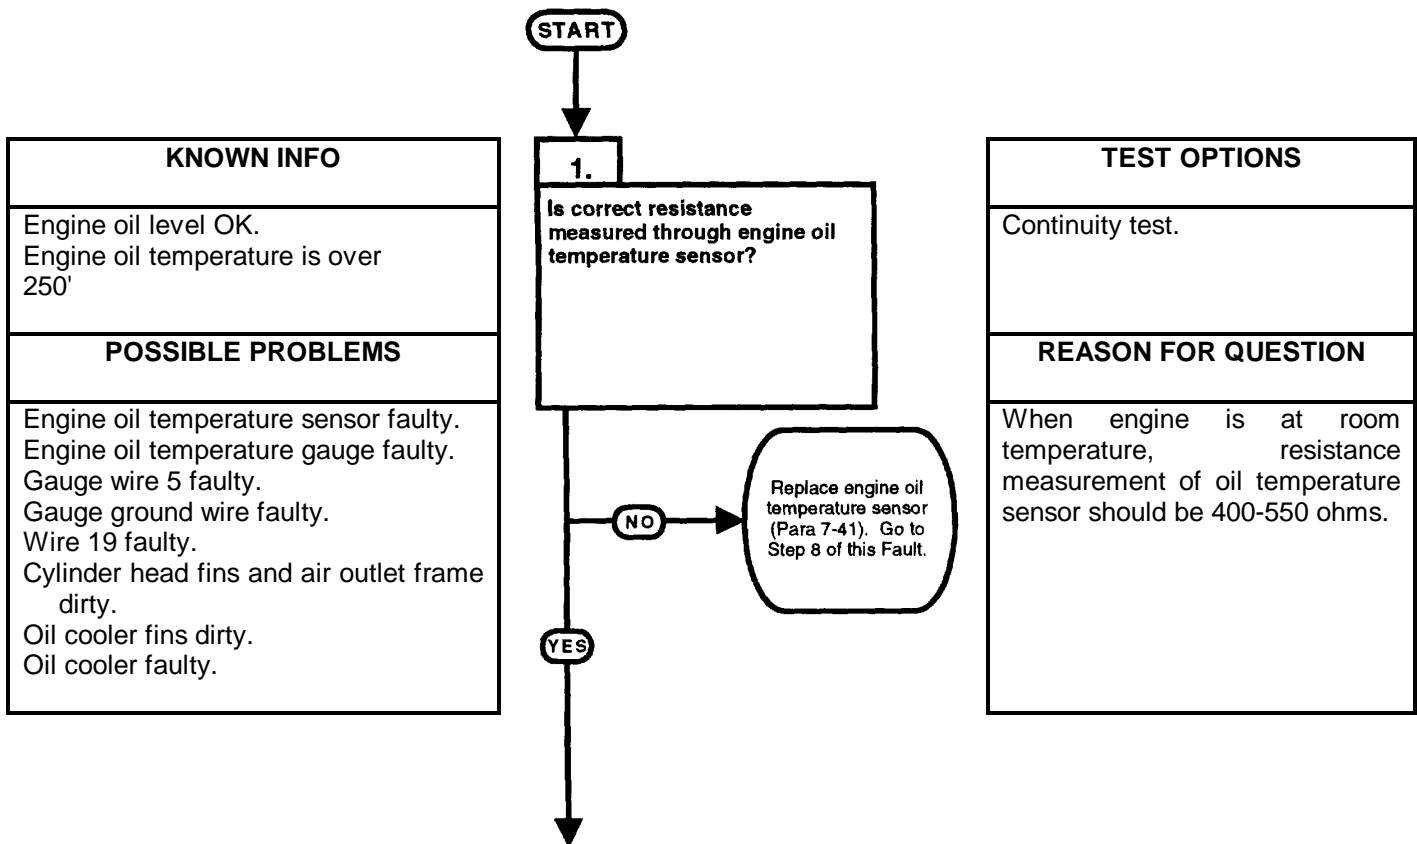 START
KNOWN INFO
Engine oil level OK.
Engine oil temperature is over
250'
POSSIBLE PROBLEMS
Engine oil temperature sensor faulty.
Engine oil temperature gauge faulty.
Gauge wire 5 faulty.
Gauge ground wire faulty.
Wire 19 faulty.
Cylinder head fins and air outlet frame
dirty.
Oil cooler fins dirty.
Oil cooler faulty.
1.
Is correct resistance
measured through engine oil
temperature sensor?
NO
Replace engine oil
temperature sensor
(Para 7-41). Go to
Step 8 of this Fault.
YES
TEST OPTIONS
Continuity test.
REASON FOR QUESTION
When engine is at room
temperature, resistance
measurement of oil temperature
sensor should be 400-550 ohms.